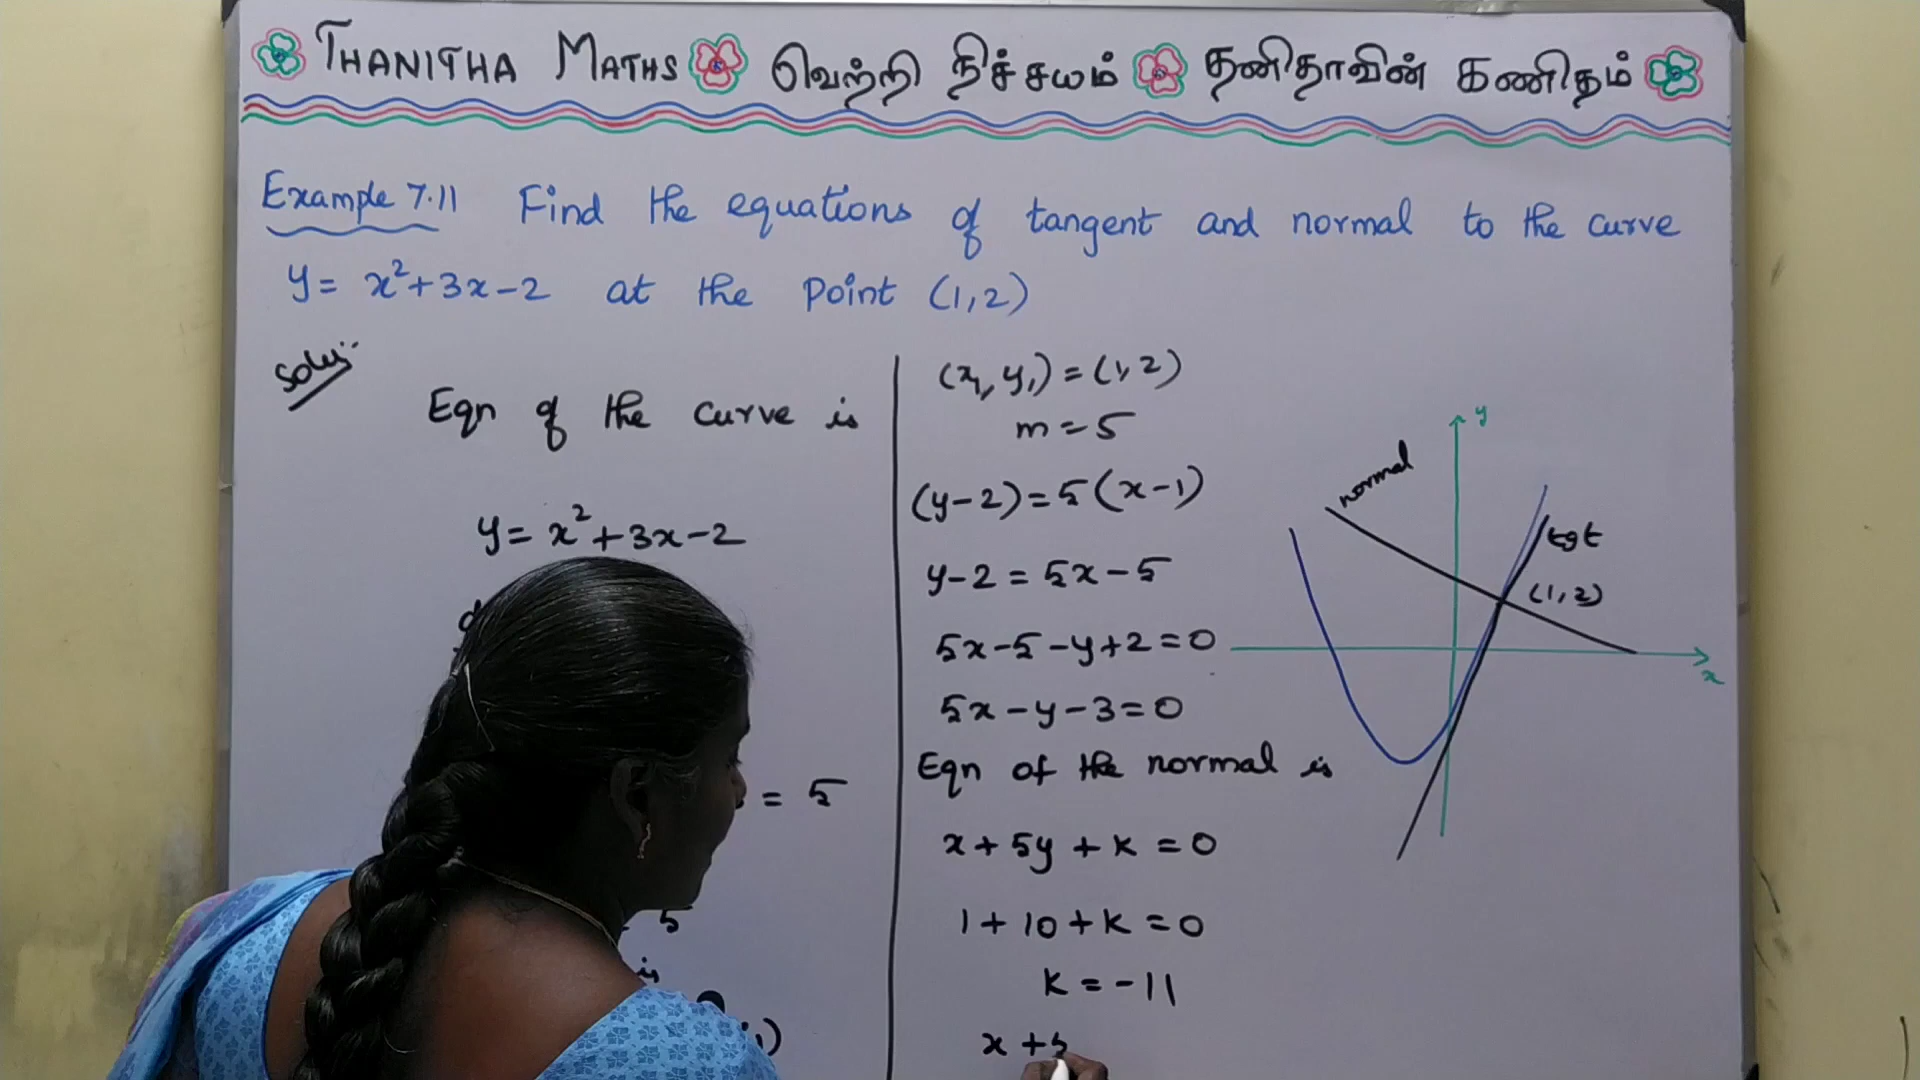 THANITHA MATHS வெற்றி நிச்சயம் தனிதாவின் கணிதம்
Example 7.11 Find the equations of tangent and normal to the curve
y = x²+3x-2 at the point (1,2)
Soln:
Eqn of the curve is
y = x²+3x-2
= 5
5
is
(x₁, y₁) = (1,2)
m = 5
(y-2) = 5(x-1)
y-2 = 5x-5
5x-5-y+2=0
5x-y-3=0
Eqn of the normal is
x+5y+k=0
1+10+k=0
k=-11
x+5
y
normal
tgt
(1,2)
x